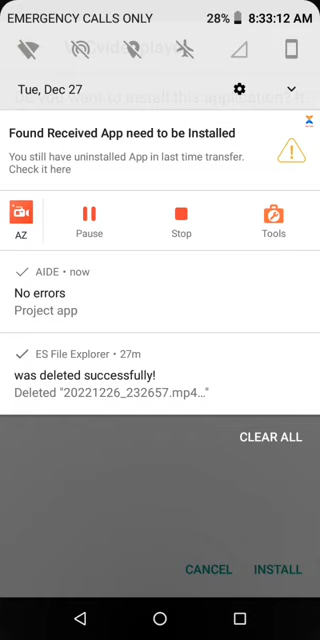 EMERGENCY CALLS ONLY 28% 8:33:12 AM
Tue, Dec 27
Found Received App need to be Installed
You still have uninstalled App in last time transfer.
Check it here
AZ Pause Stop Tools
AIDE • now
No errors
Project app
ES File Explorer • 27m
was deleted successfully!
Deleted "20221226_232657.mp4…"
CLEAR ALL
CANCEL INSTALL